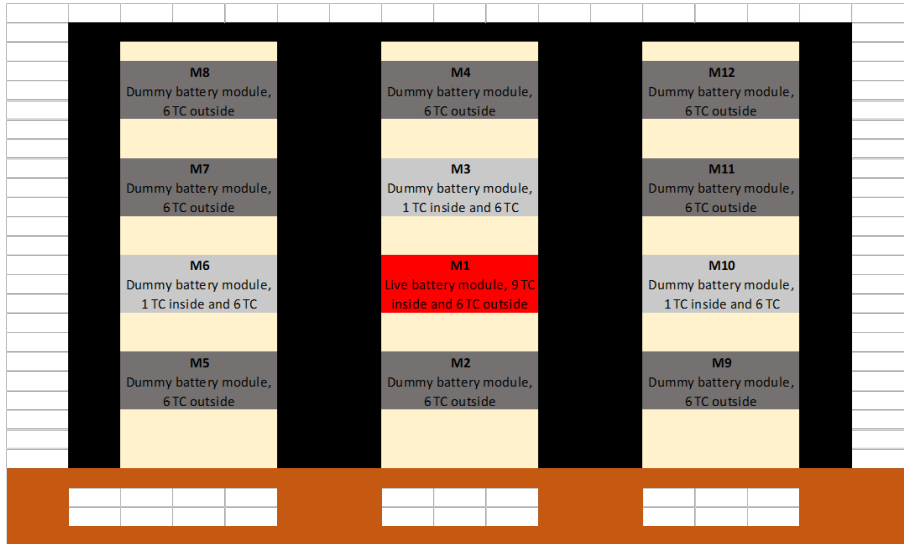 M8
Dummy battery module,
6 TC outside
M4
Dummy battery module,
6 TC outside
M12
Dummy battery module,
6 TC outside
M7
Dummy battery module,
6 TC outside
M3
Dummy battery module,
1 TC inside and 6 TC
M11
Dummy battery module,
6 TC outside
M6
Dummy battery module,
1 TC inside and 6 TC
M1
Live battery module, 9 TC
inside and 6 TC outside
M10
Dummy battery module,
1 TC inside and 6 TC
M5
Dummy battery module,
6 TC outside
M2
Dummy battery module,
6 TC outside
M9
Dummy battery module,
6 TC outside